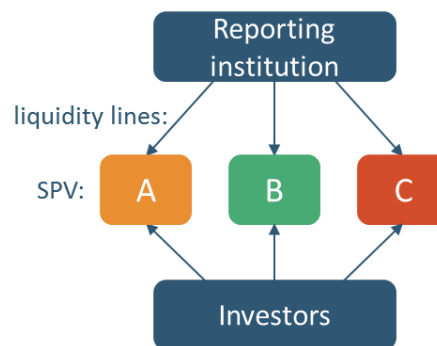 Reporting
institution
liquidity lines:
SPV:
A
B
C
Investors